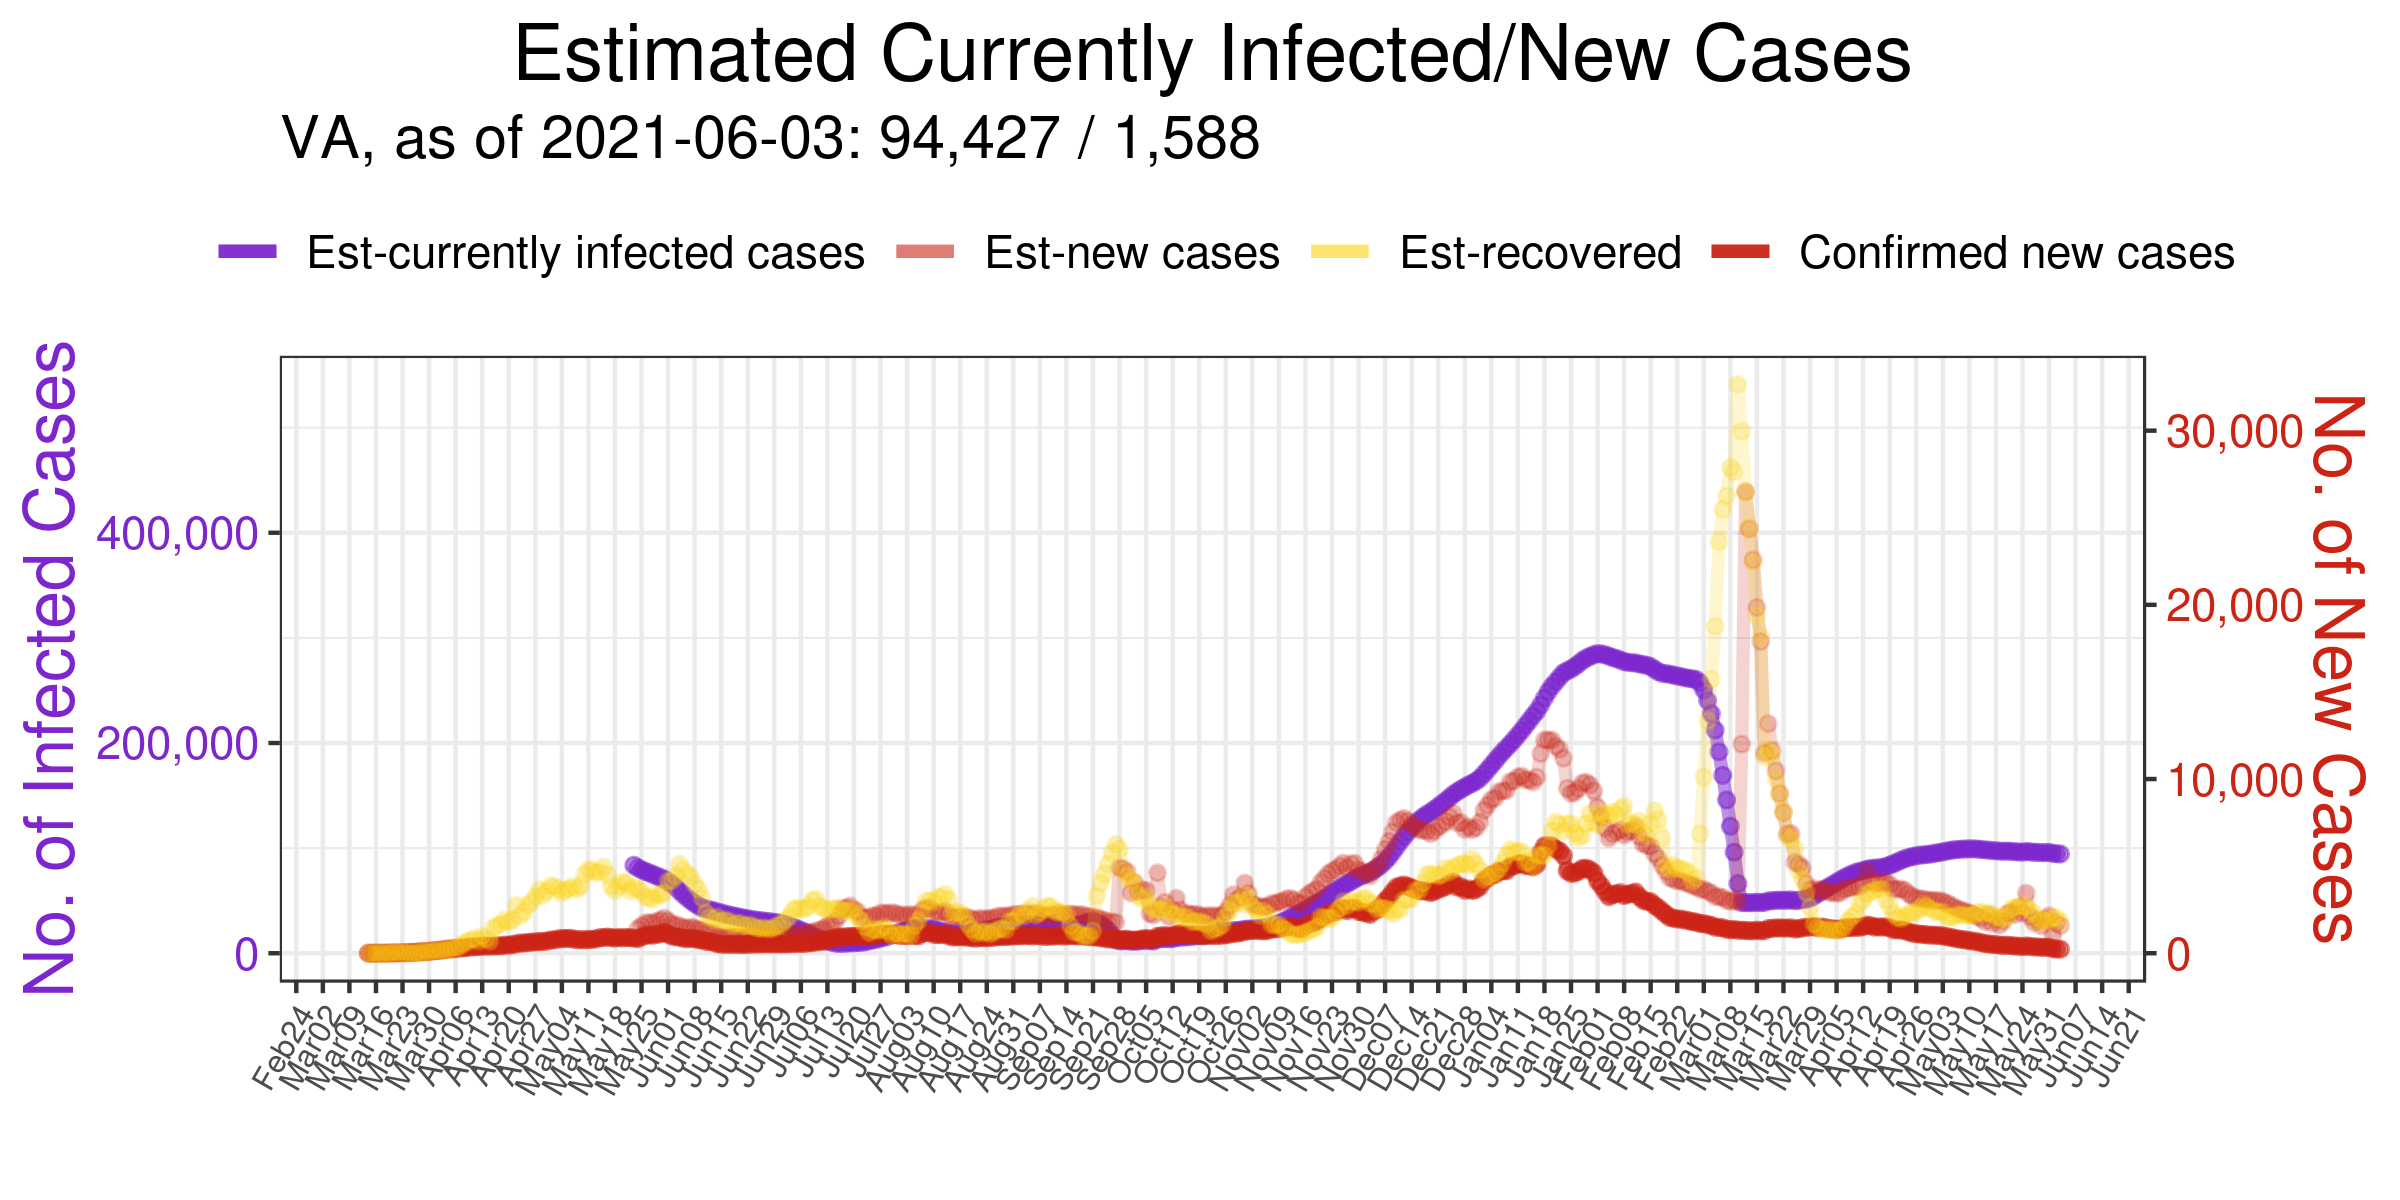 Estimated Currently Infected/New Cases
VA, as of 2021-06-03: 94,427 / 1,588
Est-currently infected cases Est-new cases Est-recovered Confirmed new cases
No. of Infected Cases
400,000
200,000
0
30,000
20,000
10,000
0
No. of New Cases
Feb24
Mar02
Mar09
Mar16
Mar23
Mar30
Apr06
Apr13
Apr20
Apr27
May04
May11
May18
May25
Jun01
Jun08
Jun15
Jun22
Jun29
Jul06
Jul13
Jul20
Jul27
Aug03
Aug10
Aug17
Aug24
Aug31
Sep07
Sep14
Sep21
Sep28
Oct05
Oct12
Oct19
Oct26
Nov02
Nov09
Nov16
Nov23
Nov30
Dec07
Dec14
Dec21
Dec28
Jan04
Jan11
Jan18
Jan25
Feb01
Feb08
Feb15
Feb22
Mar01
Mar08
Mar15
Mar22
Mar29
Apr05
Apr12
Apr19
Apr26
May03
May10
May17
May24
May31
Jun07
Jun14
Jun21